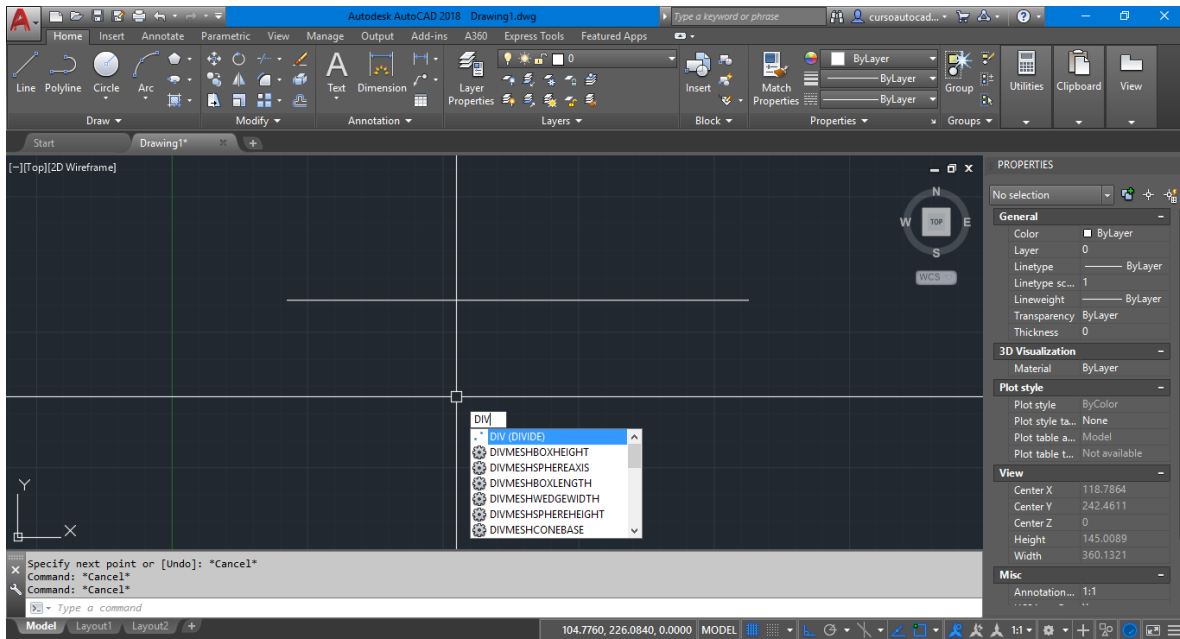 Autodesk AutoCAD 2018 Drawing1.dwg
Type a keyword or phrase
cursoautocad...
Home Insert Annotate Parametric View Manage Output Add-ins A360 Express Tools Featured Apps
Line Polyline Circle Arc
Text Dimension
Layer Properties
0
Insert
Match Properties
ByLayer
ByLayer
ByLayer
Group
Utilities
Clipboard
View
Draw Modify Annotation Layers Block Properties Groups
Start Drawing1*
[−][Top][2D Wireframe]
N
W TOP E
S
WCS
DIV
DIV (DIVIDE)
DIVMESHBOXHEIGHT
DIVMESHSPHEREAXIS
DIVMESHBOXLENGTH
DIVMESHWEDGEWIDTH
DIVMESHSPHEREHEIGHT
DIVMESHCONEBASE
Y
X
PROPERTIES
No selection
General
Color ByLayer
Layer 0
Linetype ByLayer
Linetype sc... 1
Lineweight ByLayer
Transparency ByLayer
Thickness 0
3D Visualization
Material ByLayer
Plot style
Plot style ByColor
Plot style ta... None
Plot table a... Model
Plot table t... Not available
View
Center X 118.7864
Center Y 242.4611
Center Z 0
Height 145.0089
Width 360.1321
Misc
Annotation... 1:1
Specify next point or [Undo]: *Cancel*
Command: *Cancel*
Command: *Cancel*
Type a command
Model Layout1 Layout2 +
104.7760, 226.0840, 0.0000 MODEL
1:1